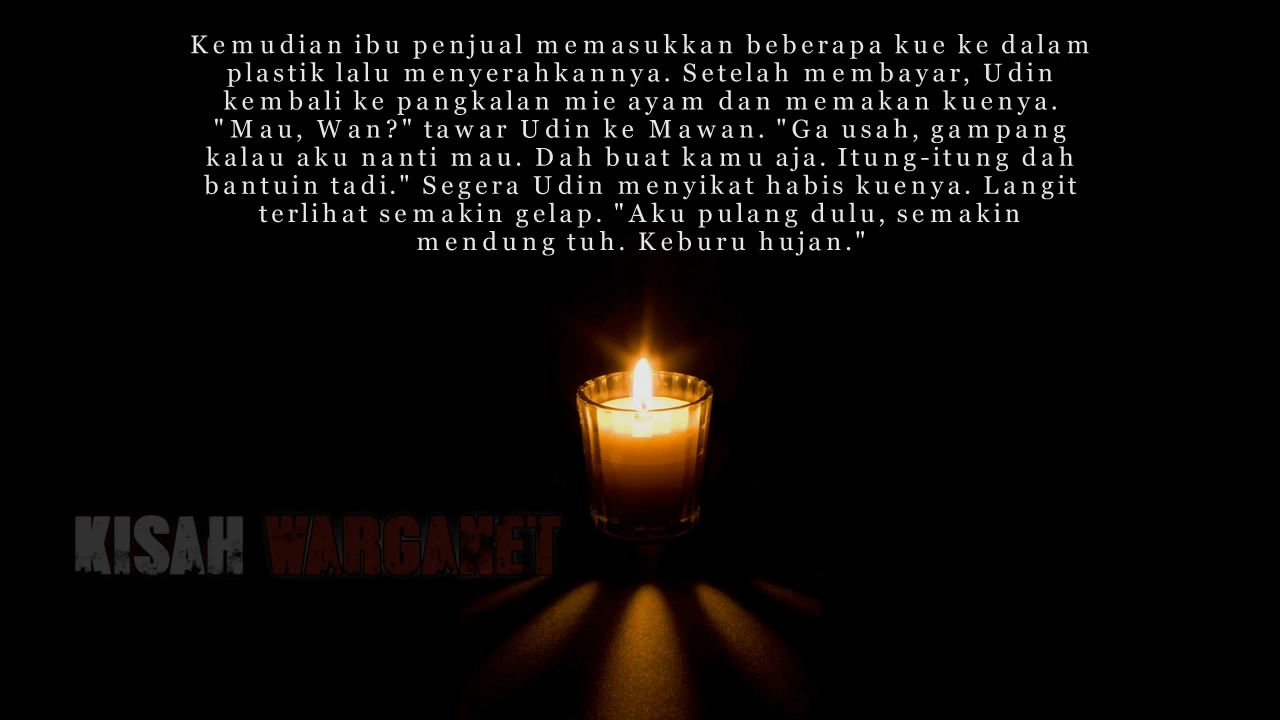 Kemudian ibu penjual memasukkan beberapa kue ke dalam
plastik lalu menyerahkannya. Setelah membayar, Udin
kembali ke pangkalan mie ayam dan memakan kuenya.
"Mau, Wan?" tawar Udin ke Mawan. "Ga usah, gampang
kalau aku nanti mau. Dah buat kamu aja. Itung-itung dah
bantuin tadi." Segera Udin menyikat habis kuenya. Langit
terlihat semakin gelap. "Aku pulang dulu, semakin
mendung tuh. Keburu hujan."
KISAH WARGANET